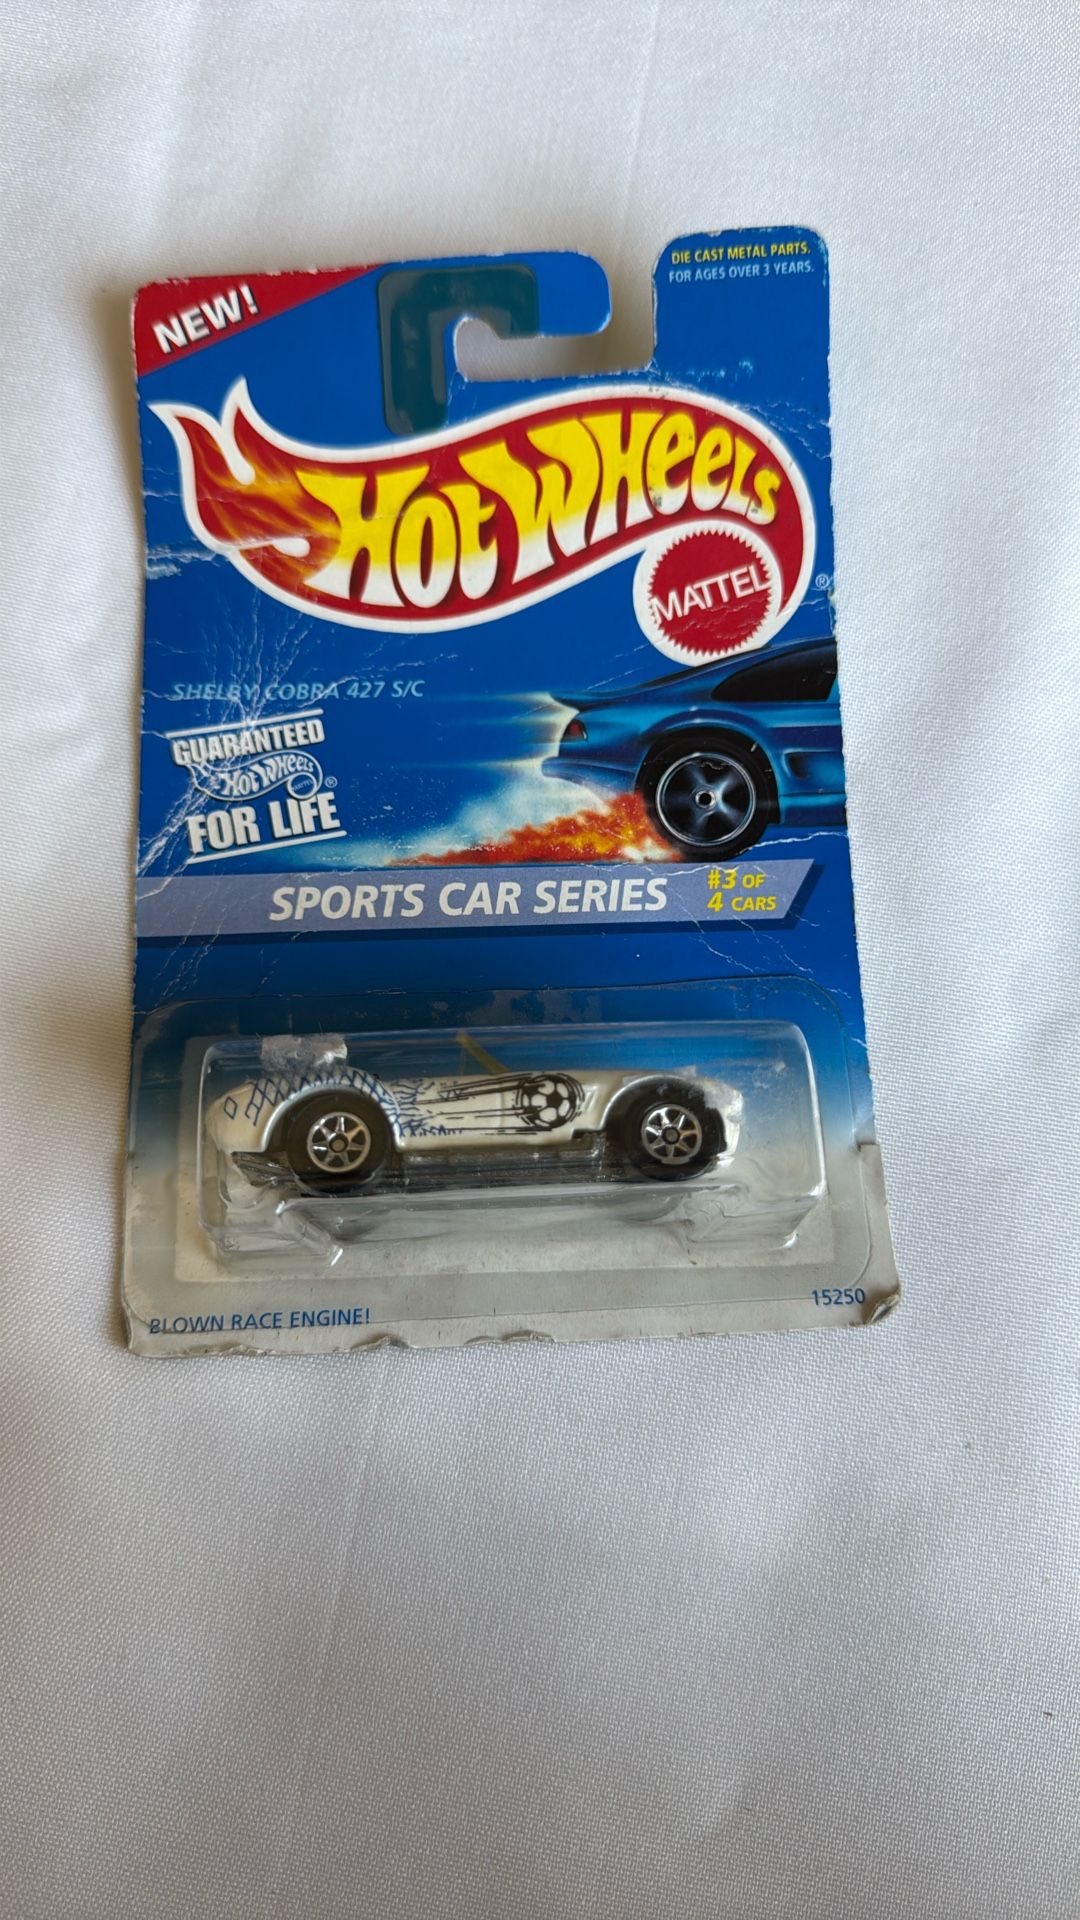 NEW!
DIE CAST METAL PARTS.
FOR AGES OVER 3 YEARS.
HOT WHEELS
MATTEL
®
SHELBY COBRA 427 S/C
GUARANTEED
HOT WHEELS ®
FOR LIFE
SPORTS CAR SERIES
#3 OF
4 CARS
BLOWN RACE ENGINE!
15250